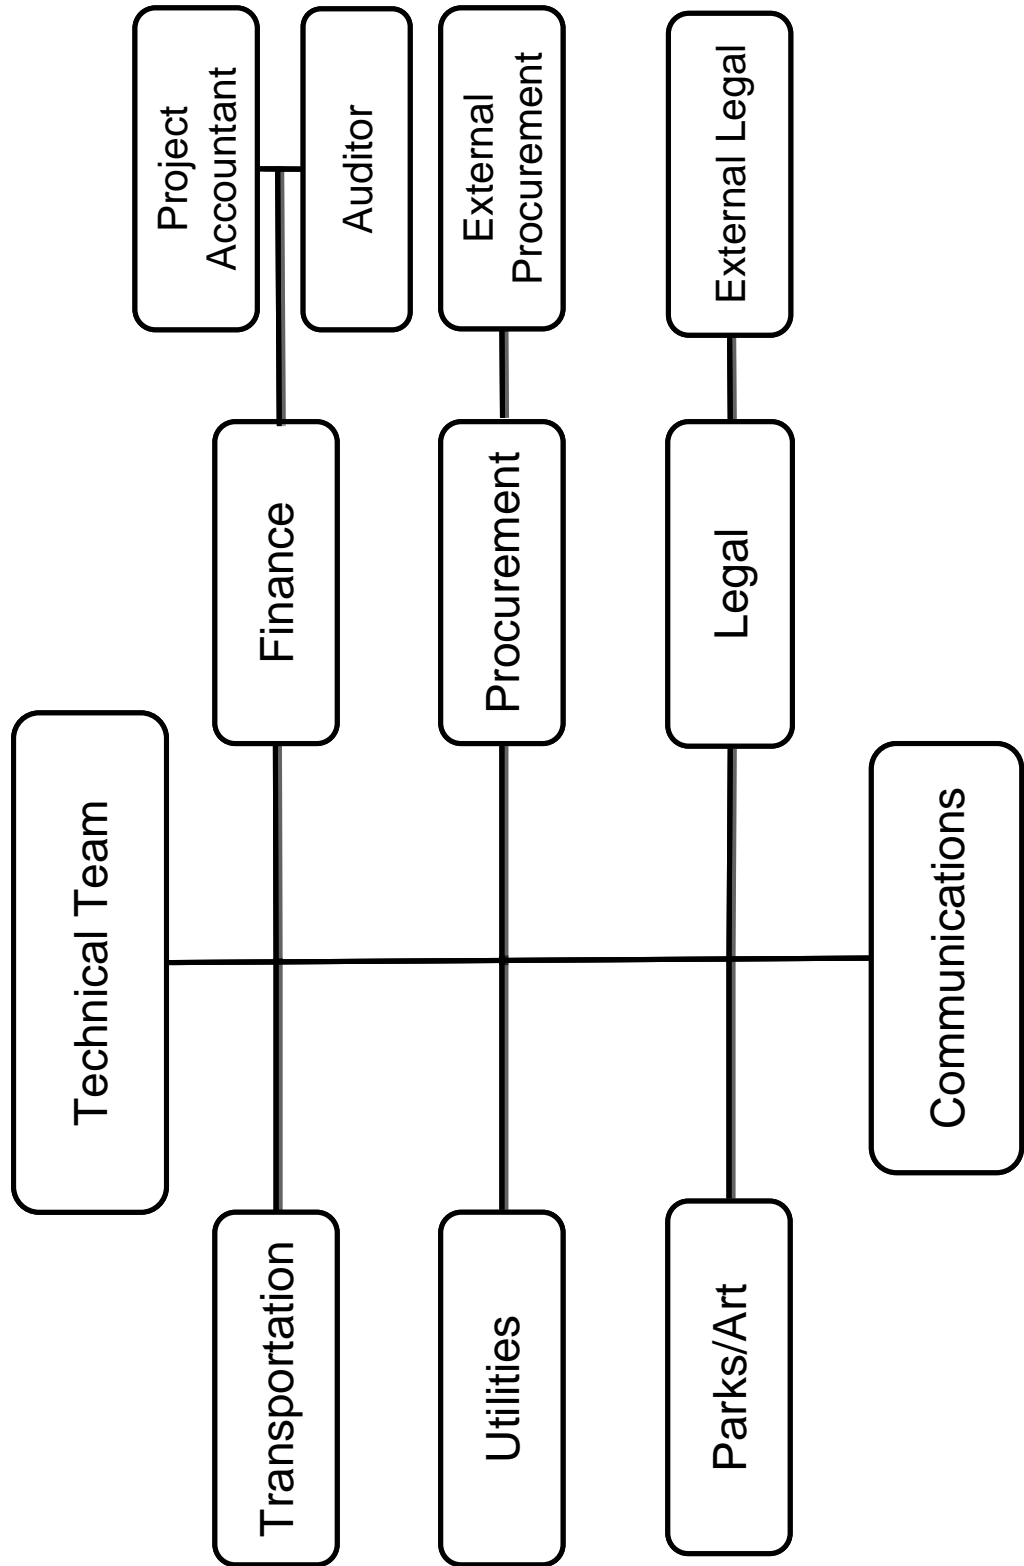 Technical Team
Transportation
Finance
Project
Accountant
Auditor
Utilities
Procurement
External
Procurement
Parks/Art
Legal
External Legal
Communications